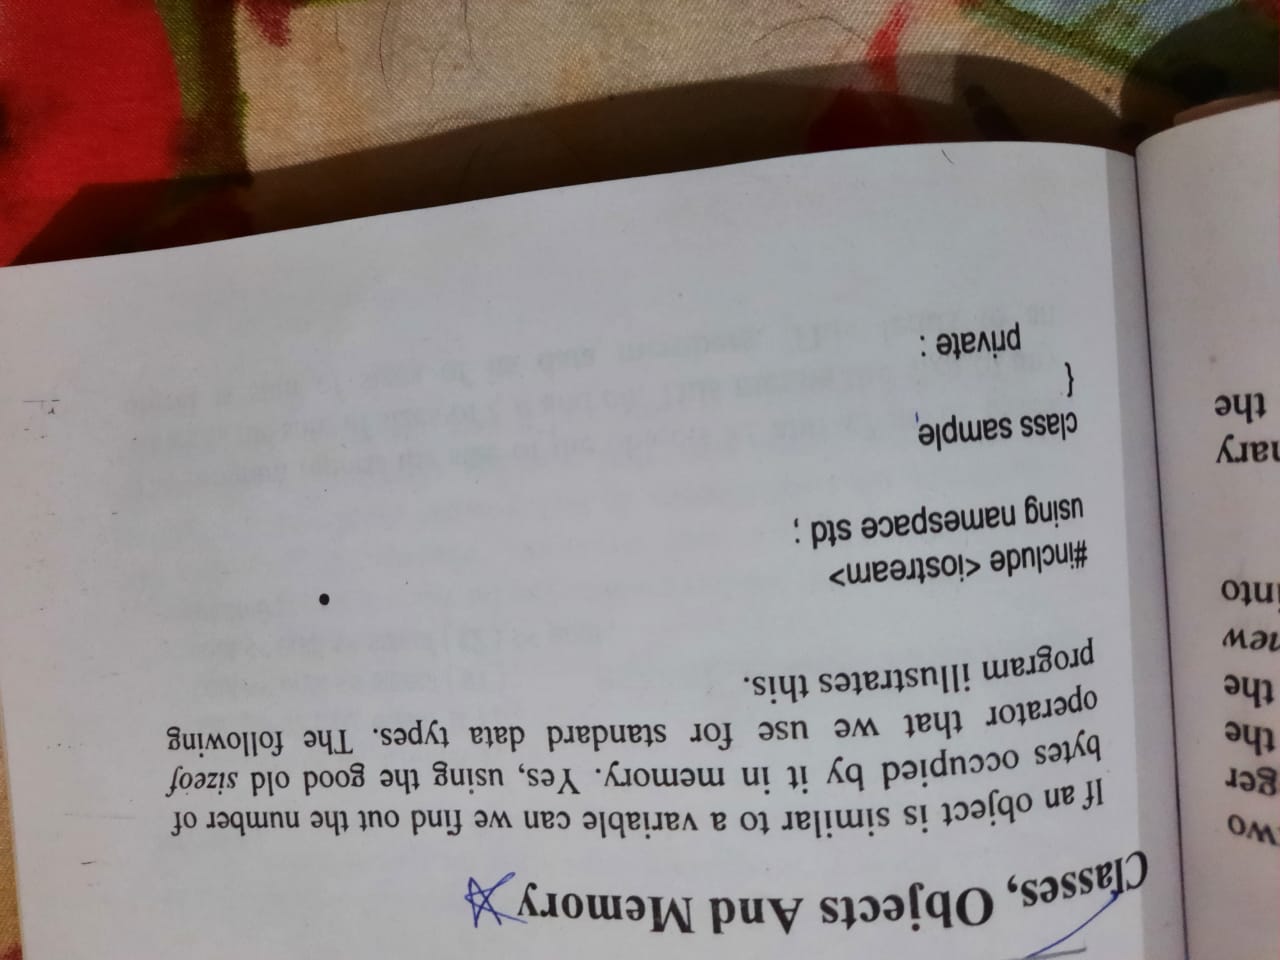 wo
ger
the
the
new
into
nary
the
Classes, Objects And Memory
If an object is similar to a variable can we find out the number of
bytes occupied by it in memory. Yes, using the good old sizeof
operator that we use for standard data types. The following
program illustrates this.
#include <iostream>
using namespace std ;
class sample
{
private :